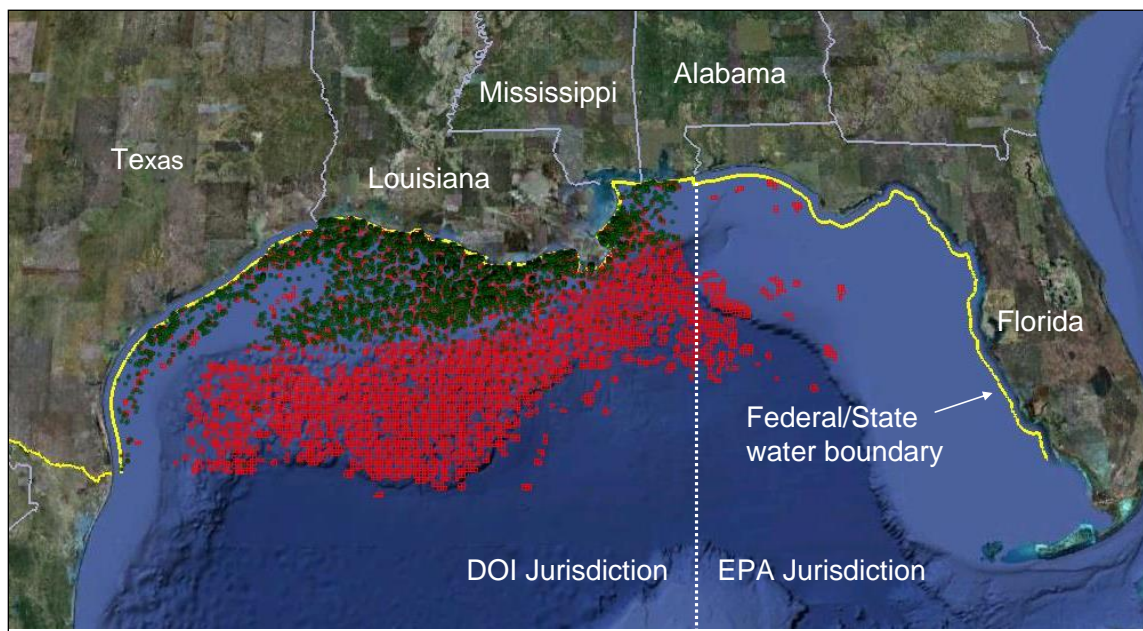 Alabama
Mississippi
Texas
Louisiana
Florida
Federal/State
water boundary
DOI Jurisdiction
EPA Jurisdiction